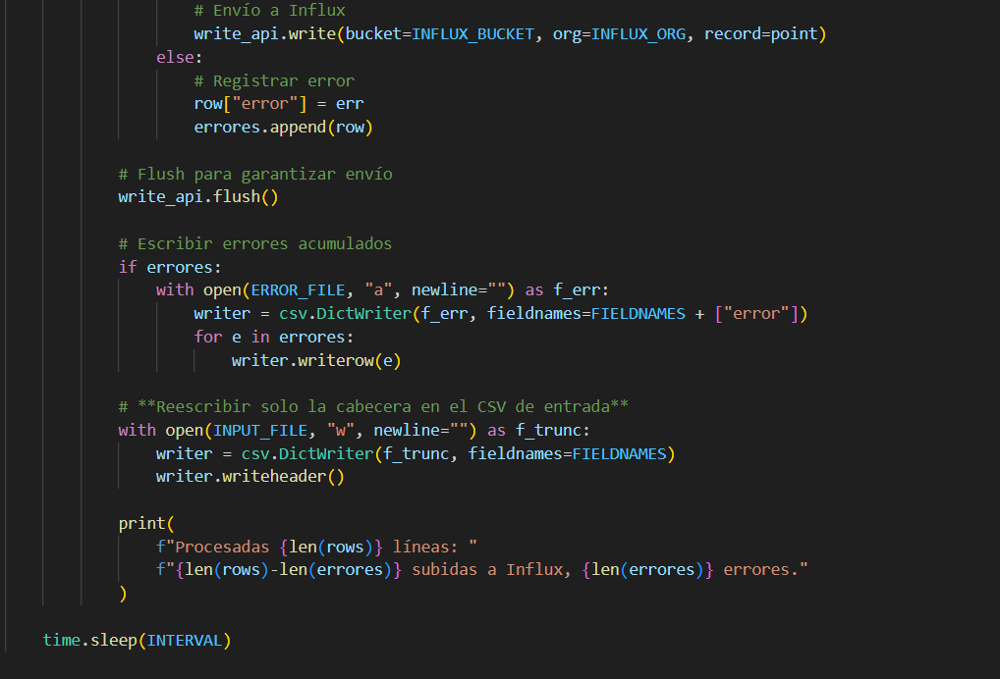 # Envío a Influx
write_api.write(bucket=INFLUX_BUCKET, org=INFLUX_ORG, record=point)
else:
# Registrar error
row["error"] = err
errores.append(row)
# Flush para garantizar envío
write_api.flush()
# Escribir errores acumulados
if errores:
with open(ERROR_FILE, "a", newline="") as f_err:
writer = csv.DictWriter(f_err, fieldnames=FIELDNAMES + ["error"])
for e in errores:
writer.writerow(e)
# **Reescribir solo la cabecera en el CSV de entrada**
with open(INPUT_FILE, "w", newline="") as f_trunc:
writer = csv.DictWriter(f_trunc, fieldnames=FIELDNAMES)
writer.writeheader()
print(
f"Procesadas {len(rows)} líneas: "
f"{len(rows)-len(errores)} subidas a Influx, {len(errores)} errores."
)
time.sleep(INTERVAL)